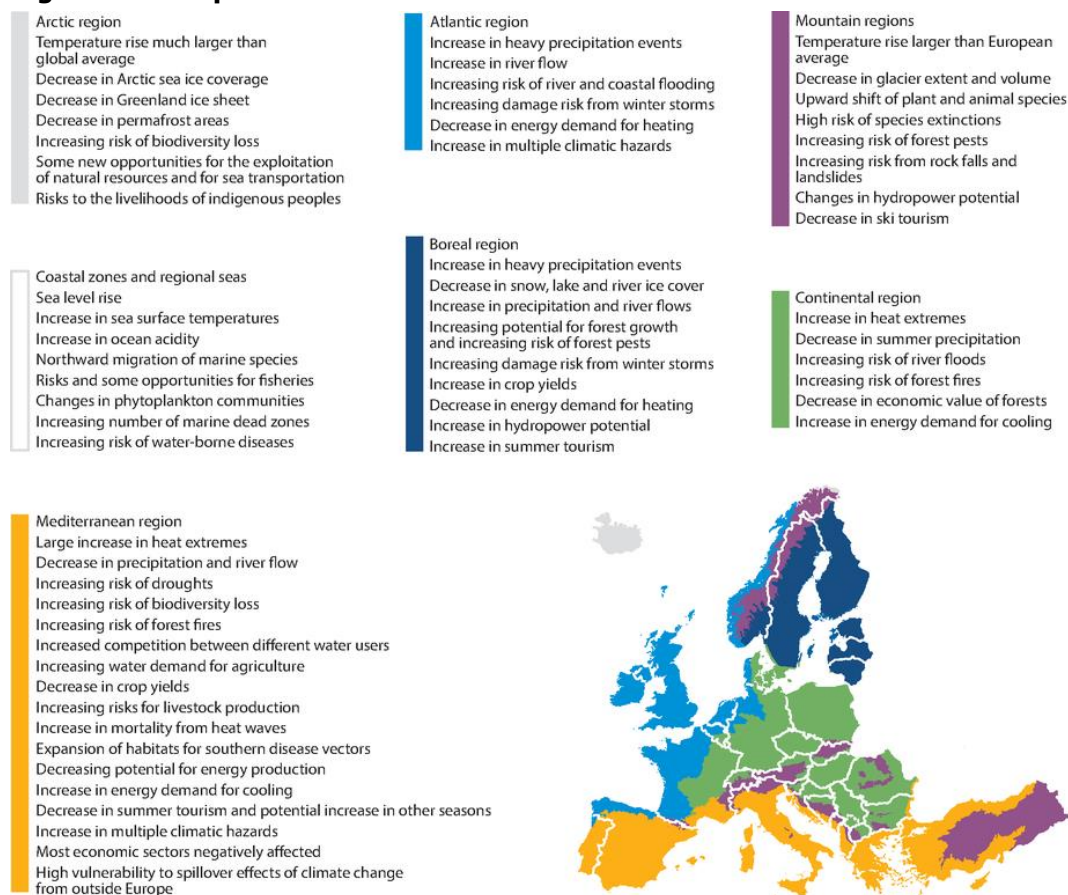 Arctic region
Temperature rise much larger than
global average
Decrease in Arctic sea ice coverage
Decrease in Greenland ice sheet
Decrease in permafrost areas
Increasing risk of biodiversity loss
Some new opportunities for the exploitation
of natural resources and for sea transportation
Risks to the livelihoods of indigenous peoples
Atlantic region
Increase in heavy precipitation events
Increase in river flow
Increasing risk of river and coastal flooding
Increasing damage risk from winter storms
Decrease in energy demand for heating
Increase in multiple climatic hazards
Mountain regions
Temperature rise larger than European
average
Decrease in glacier extent and volume
Upward shift of plant and animal species
High risk of species extinctions
Increasing risk of forest pests
Increasing risk from rock falls and
landslides
Changes in hydropower potential
Decrease in ski tourism
Coastal zones and regional seas
Sea level rise
Increase in sea surface temperatures
Increase in ocean acidity
Northward migration of marine species
Risks and some opportunities for fisheries
Changes in phytoplankton communities
Increasing number of marine dead zones
Increasing risk of water-borne diseases
Boreal region
Increase in heavy precipitation events
Decrease in snow, lake and river ice cover
Increase in precipitation and river flows
Increasing potential for forest growth
and increasing risk of forest pests
Increasing damage risk from winter storms
Increase in crop yields
Decrease in energy demand for heating
Increase in hydropower potential
Increase in summer tourism
Continental region
Increase in heat extremes
Decrease in summer precipitation
Increasing risk of river floods
Increasing risk of forest fires
Decrease in economic value of forests
Increase in energy demand for cooling
Mediterranean region
Large increase in heat extremes
Decrease in precipitation and river flow
Increasing risk of droughts
Increasing risk of biodiversity loss
Increasing risk of forest fires
Increased competition between different water users
Increasing water demand for agriculture
Decrease in crop yields
Increasing risks for livestock production
Increase in mortality from heat waves
Expansion of habitats for southern disease vectors
Decreasing potential for energy production
Increase in energy demand for cooling
Decrease in summer tourism and potential increase in other seasons
Increase in multiple climatic hazards
Most economic sectors negatively affected
High vulnerability to spillover effects of climate change
from outside Europe